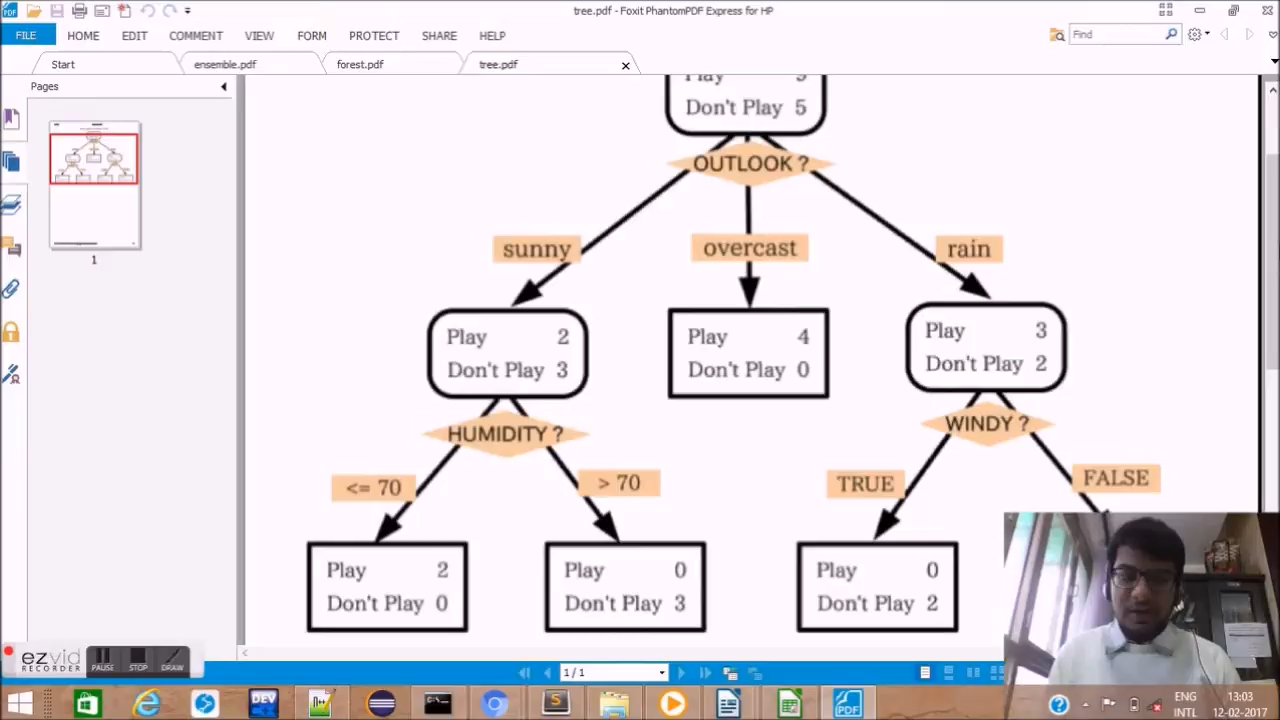 tree.pdf - Foxit PhantomPDF Express for HP
FILE HOME EDIT COMMENT VIEW FORM PROTECT SHARE HELP
Find
Start ensemble.pdf forest.pdf tree.pdf
Pages
1
Play 9
Don't Play 5
OUTLOOK ?
sunny overcast rain
Play 2
Don't Play 3
Play 4
Don't Play 0
Play 3
Don't Play 2
HUMIDITY ?
WINDY ?
<= 70 > 70
TRUE FALSE
Play 2
Don't Play 0
Play 0
Don't Play 3
Play 0
Don't Play 2
ezvid
RECORDER
PAUSE STOP DRAW
1 / 1
DEV
PDF
ENG
INTL
13:03
12-02-2017